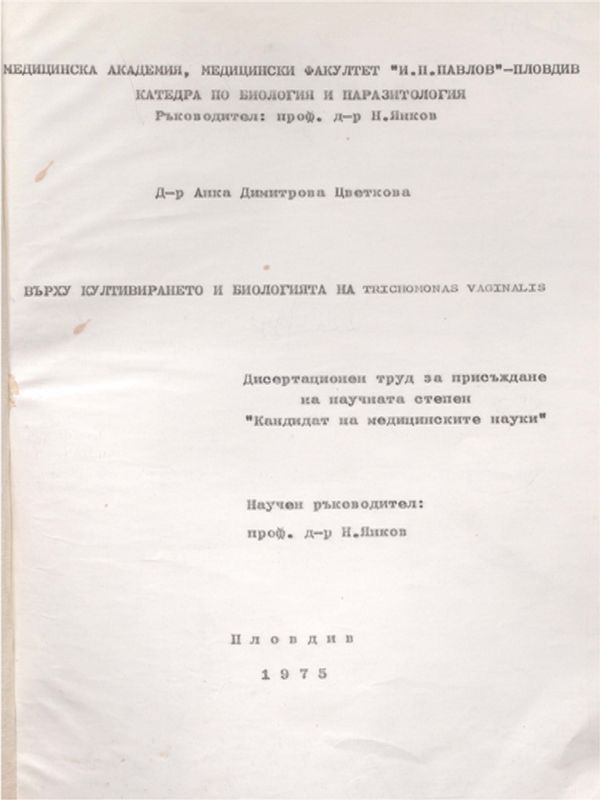 МЕДИЦИНСКА АКАДЕМИЯ, МЕДИЦИНСКИ ФАКУЛТЕТ "И.П.ПАВЛОВ"-ПЛОВДИВ
КАТЕДРА ПО БИОЛОГИЯ И ПАРАЗИТОЛОГИЯ
Ръководител: проф. д-р Н.Янков
Д-р Анка Димитрова Цветкова
ВЪРХУ КУЛТИВИРАНЕТО И БИОЛОГИЯТА НА TRICHOMONAS VAGINALIS
Дисертационен труд за присъждане
на научната степен
"Кандидат на медицинските науки"
Научен ръководител:
проф. д-р Н.Янков
П л о в д и в
1 9 7 5